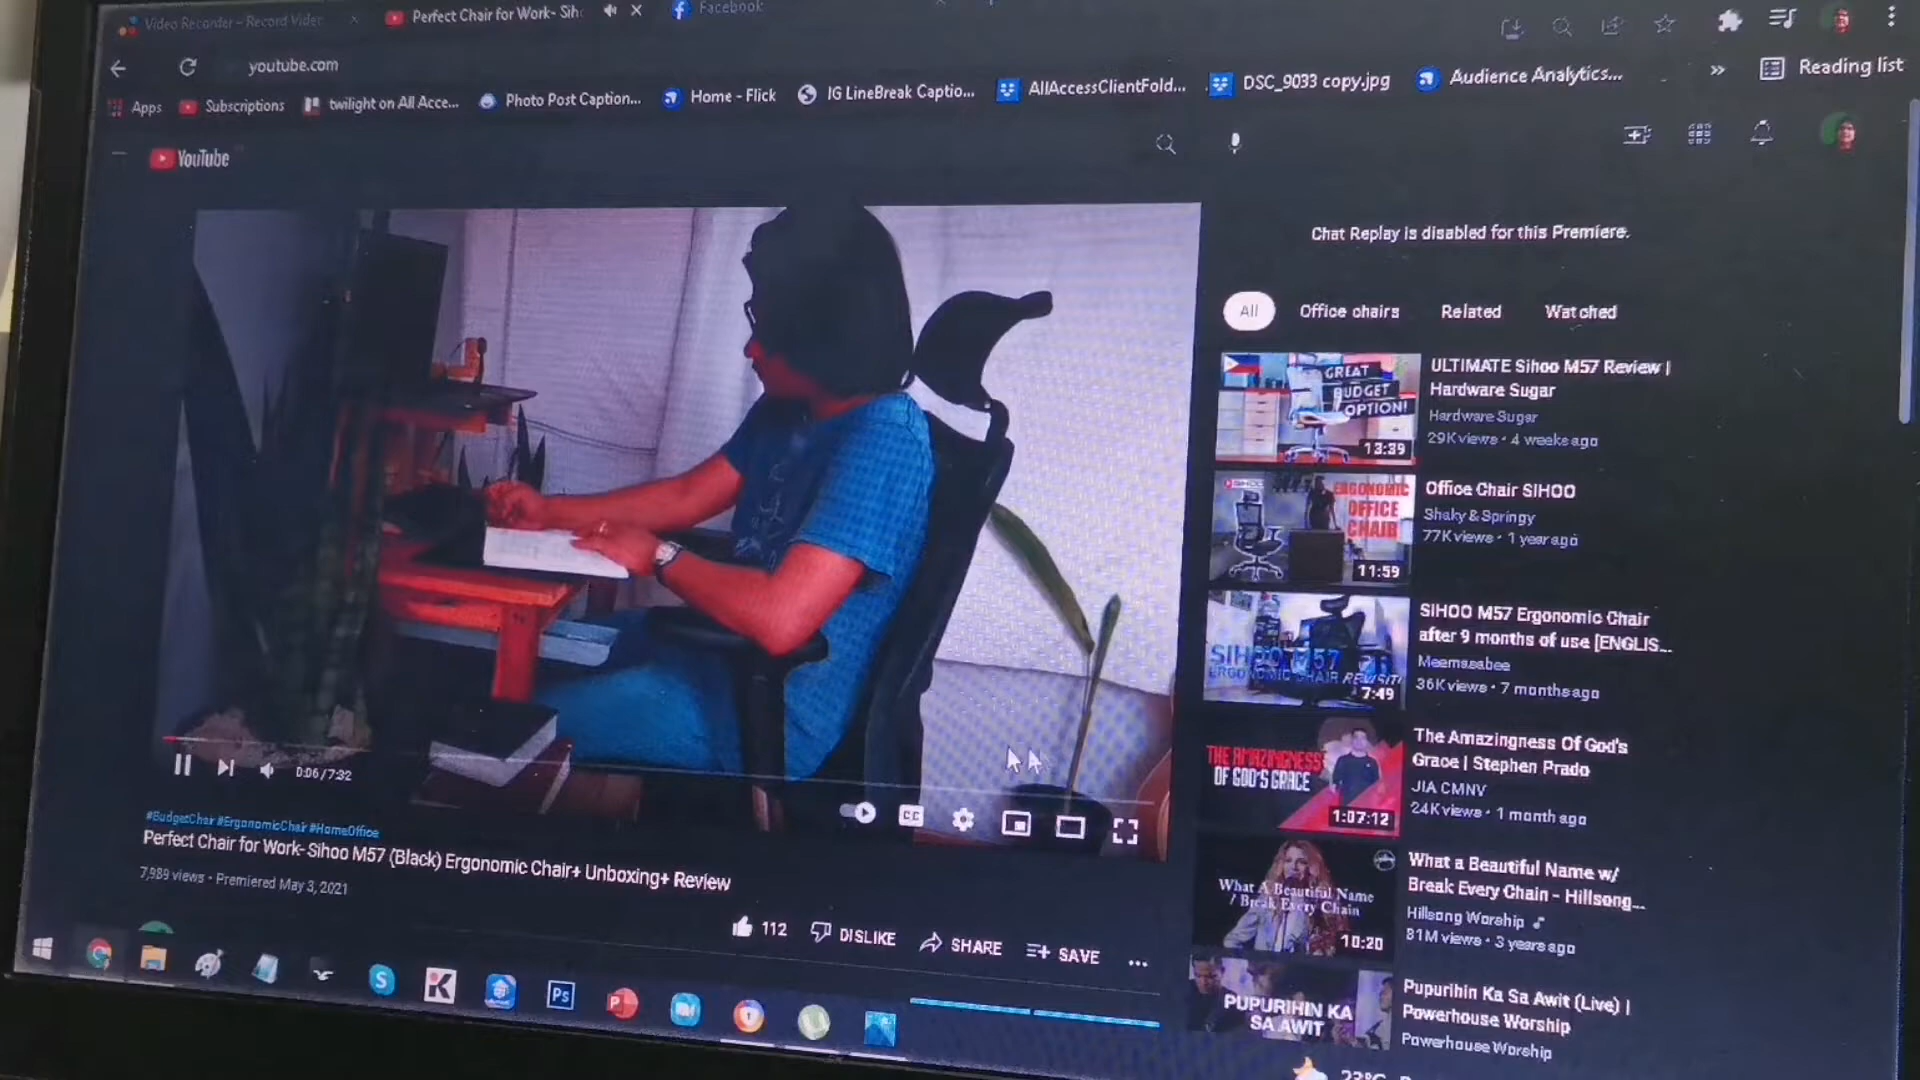 Video Recorder - Record Video
Perfect Chair for Work- Sih
Facebook
youtube.com
Reading list
Apps
Subscriptions
twilight on All Acce...
Photo Post Caption...
Home - Flick
IG LineBreak Captio...
AllAccessClientFold...
DSC_9033 copy.jpg
Audience Analytics...
YouTube
Chat Replay is disabled for this Premiere.
All
Office chairs
Related
Watched
GREAT
BUDGET
OPTION!
13:39
ULTIMATE Sihoo M57 Review |
Hardware Sugar
Hardware Sugar
29K views • 4 weeks ago
SIHOO
ERGONOMIC
OFFICE
CHAIR
11:59
Office Chair SIHOO
Shaky & Springy
77K views • 1 year ago
SIHOO M57
ERGONOMIC CHAIR REVISIT
7:49
SIHOO M57 Ergonomic Chair
after 9 months of use [ENGLIS...
Meemsabee
36K views • 7 months ago
THE AMAZINGNESS
OF GOD'S GRACE
1:07:12
The Amazingness Of God's
Grace | Stephen Prado
JIA CMNV
24K views • 1 month ago
What A Beautiful Name
/ Break Every Chain
10:20
What a Beautiful Name w/
Break Every Chain - Hillsong...
Hillsong Worship
81M views • 3 years ago
PUPURIHIN KA
SA AWIT
Pupurihin Ka Sa Awit (Live) |
Powerhouse Worship
Powerhouse Worship
0:06 / 7:32
CC
#BudgetChair #ErgonomicChair #HomeOffice
Perfect Chair for Work- Sihoo M57 (Black) Ergonomic Chair+ Unboxing+ Review
7,989 views • Premiered May 3, 2021
112
DISLIKE
SHARE
SAVE
S
K
Ps
P
23°C